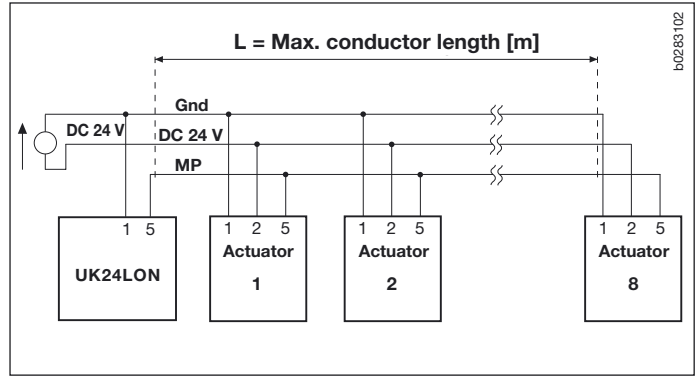 b0283102
L = Max. conductor length [m]
Gnd
DC 24 V
DC 24 V
MP
1 5
1 2 5
1 2 5
1 2 5
UK24LON
Actuator
1
Actuator
2
Actuator
8